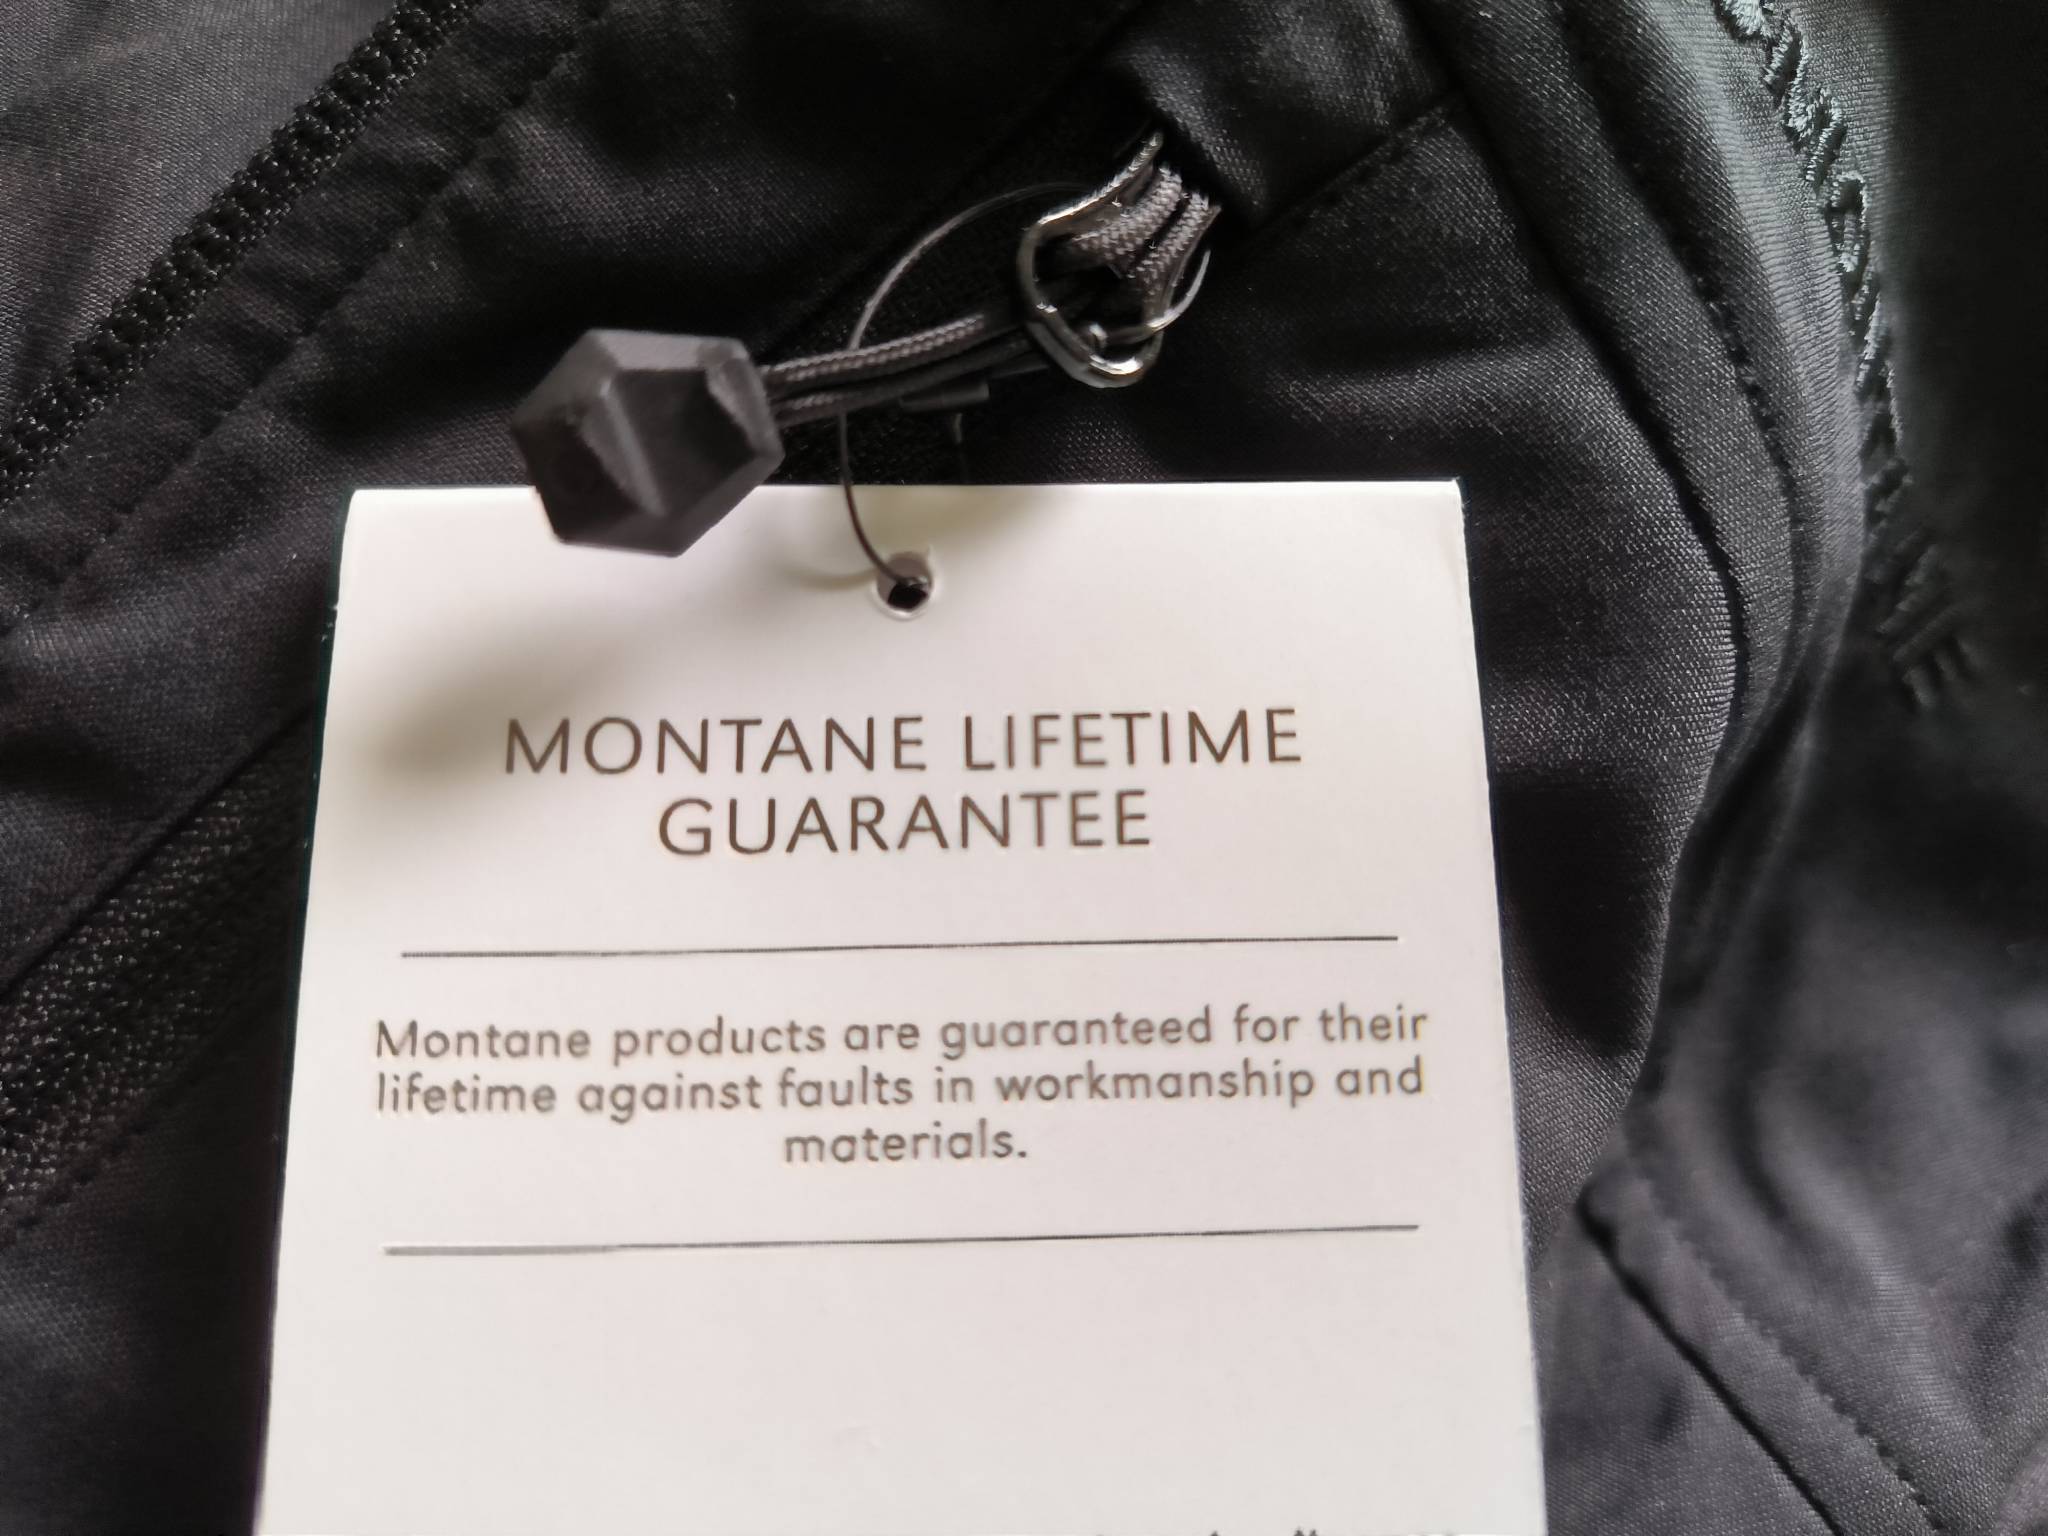 MONTANE LIFETIME
GUARANTEE
Montane products are guaranteed for their
lifetime against faults in workmanship and
materials.